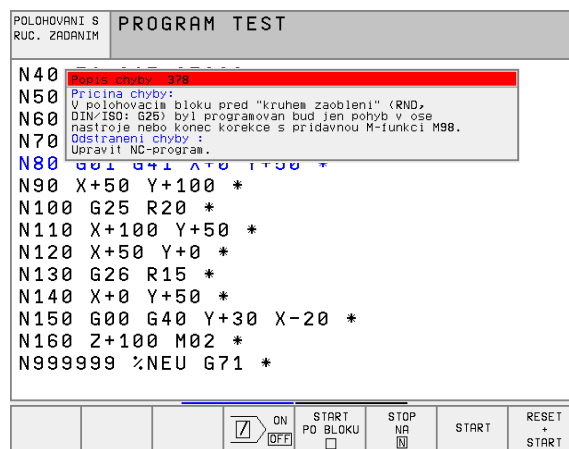 POLOHOVANI S
RUC. ZADANIM
PROGRAM TEST
N40
Popis chyby 378
Pricina chyby:
V polohovacim bloku pred "kruhem zaobleni" (RND,
DIN/ISO: G25) byl programovan bud jen pohyb v ose
nastroje nebo konec korekce s pridavnou M-funkci M98.
Odstraneni chyby :
Upravit NC-program.
N50
N60
N70
N80 G01 G41 X+0 Y+50 *
N90 X+50 Y+100 *
N100 G25 R20 *
N110 X+100 Y+50 *
N120 X+50 Y+0 *
N130 G26 R15 *
N140 X+0 Y+50 *
N150 G00 G40 Y+30 X-20 *
N160 Z+100 M02 *
N999999 %NEU G71 *
ON
OFF
START
PO BLOKU
STOP
NA
N
START
RESET
+
START